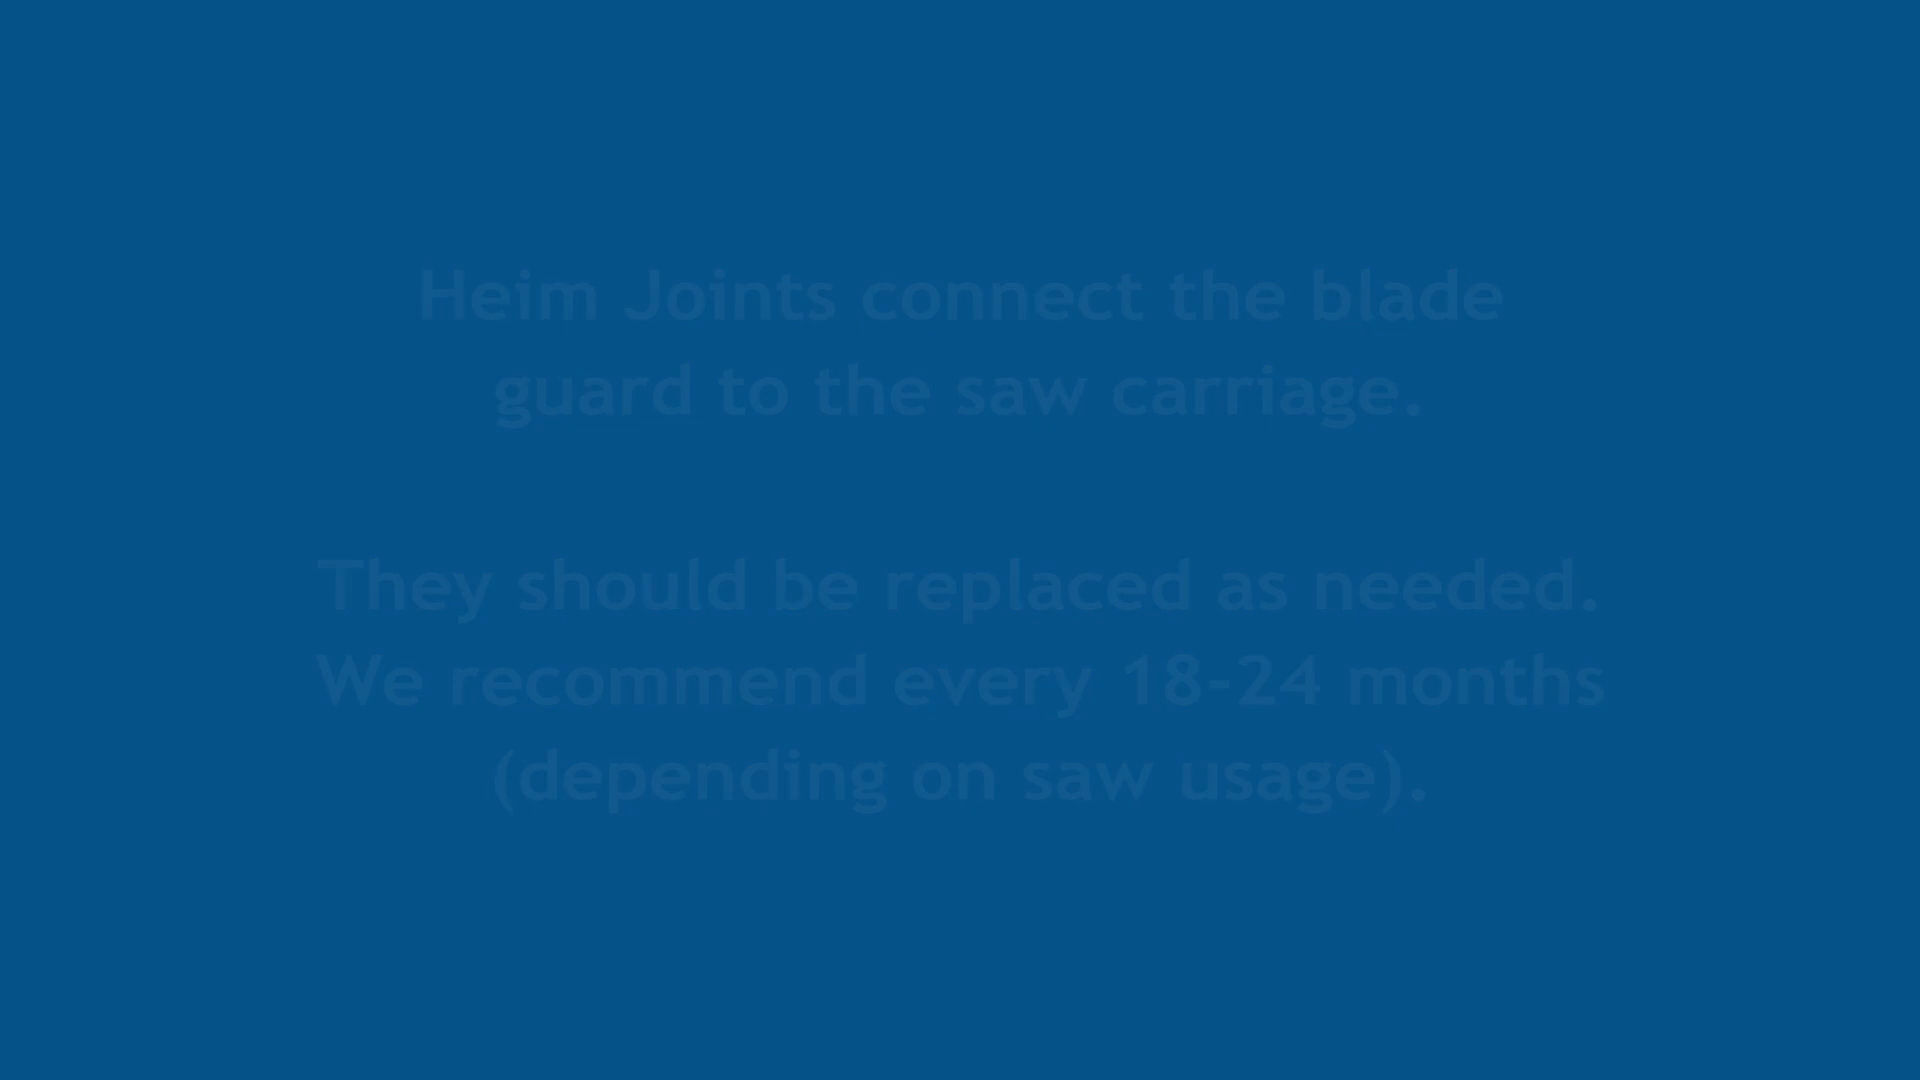 Heim Joints connect the blade
guard to the saw carriage.
They should be replaced as needed.
We recommend every 18-24 months
(depending on saw usage).